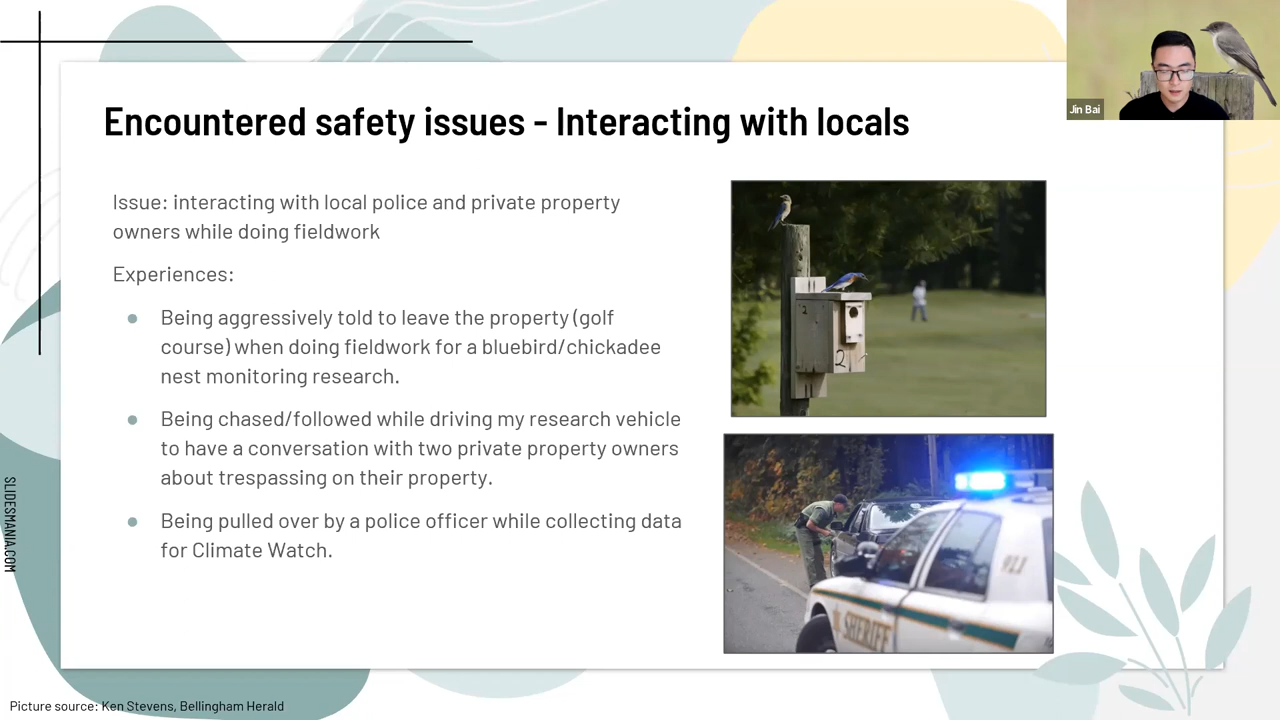 Encountered safety issues - Interacting with locals
Jin Bai
Issue: interacting with local police and private property
owners while doing fieldwork
Experiences:
Being aggressively told to leave the property (golf
course) when doing fieldwork for a bluebird/chickadee
nest monitoring research.
Being chased/followed while driving my research vehicle
to have a conversation with two private property owners
about trespassing on their property.
Being pulled over by a police officer while collecting data
for Climate Watch.
2
2
911
SHERIFF
SLIDESMANIA.COM
Picture source: Ken Stevens, Bellingham Herald